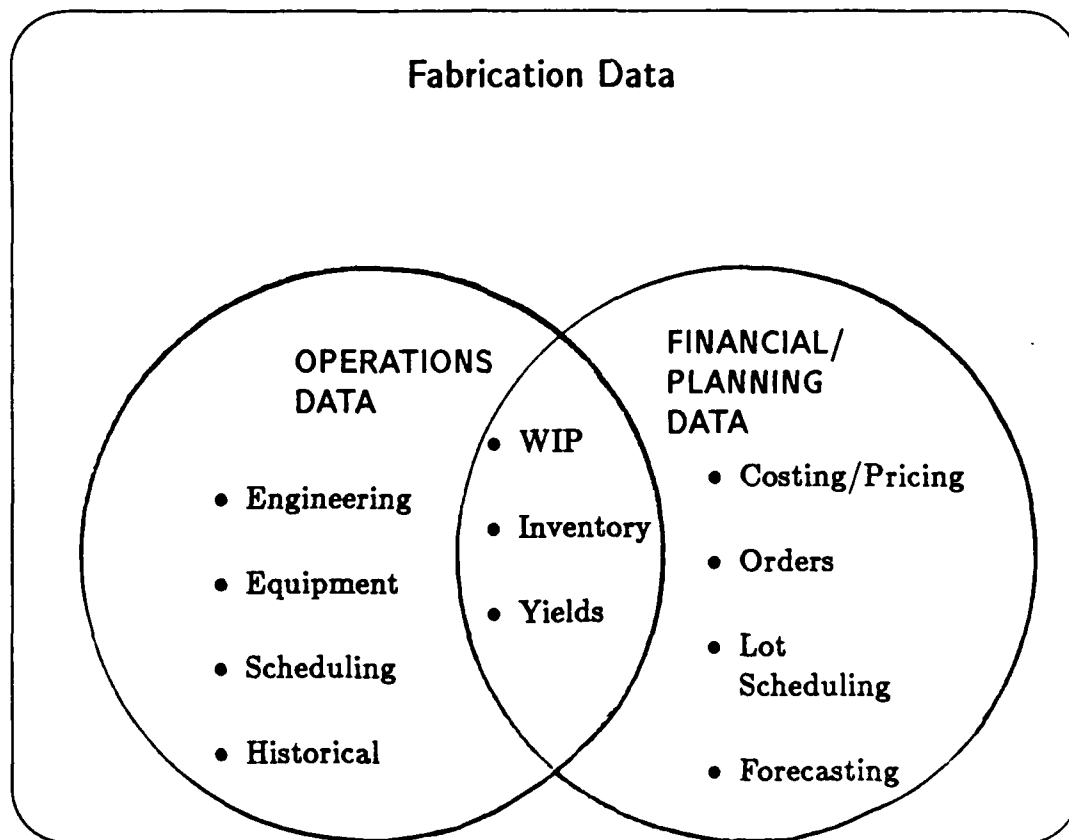 Fabrication Data
OPERATIONS
DATA
• Engineering
• Equipment
• Scheduling
• Historical
• WIP
• Inventory
• Yields
FINANCIAL/
PLANNING
DATA
• Costing/Pricing
• Orders
• Lot
Scheduling
• Forecasting